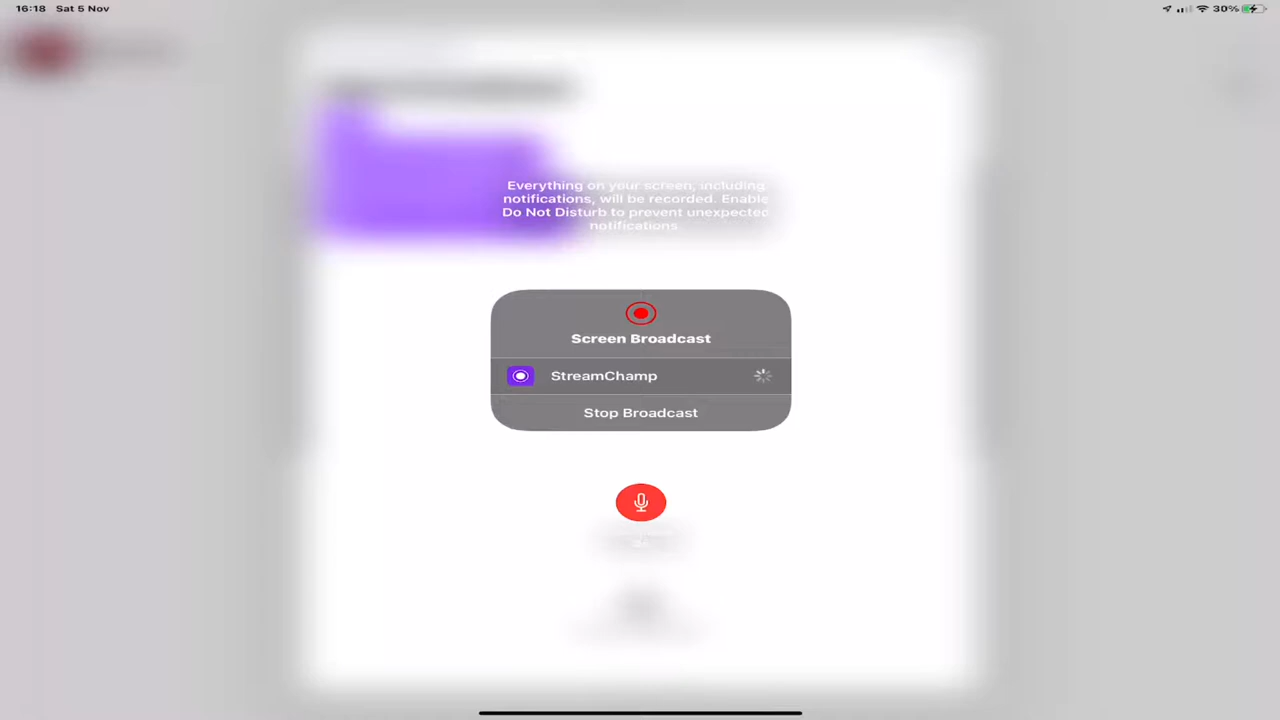 16:18 Sat 5 Nov
30%
Everything on your screen, including
notifications, will be recorded. Enable
Do Not Disturb to prevent unexpected
notifications.
Screen Broadcast
StreamChamp
Stop Broadcast